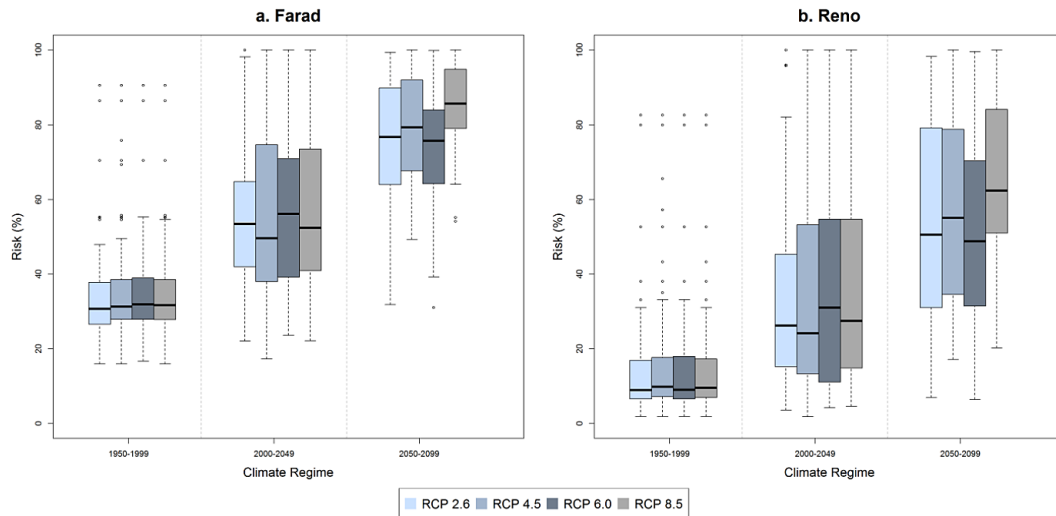 a. Farad
b. Reno
Risk (%)
100
80
60
40
20
0
1950-1999
2000-2049
2050-2099
Climate Regime
Risk (%)
100
80
60
40
20
0
1950-1999
2000-2049
2050-2099
Climate Regime
RCP 2.6 RCP 4.5 RCP 6.0 RCP 8.5